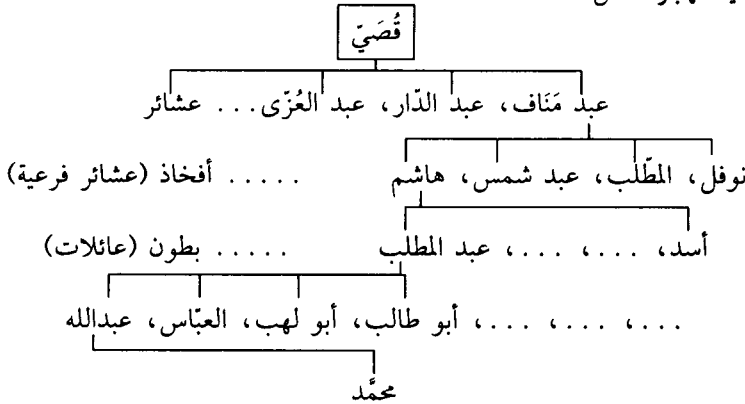 قُصَيّ
عبد مَنَاف، عبد الدّار، عبد العُزّى... عشائر
نوفل، المطّلب، عبد شمس، هاشم ..... أفخاذ (عشائر فرعية)
أسد، ...، ...، عبد المطلب ..... بطون (عائلات)
...، ...، ...، أبو طالب، أبو لهب، العبّاس، عبدالله
محمَّد